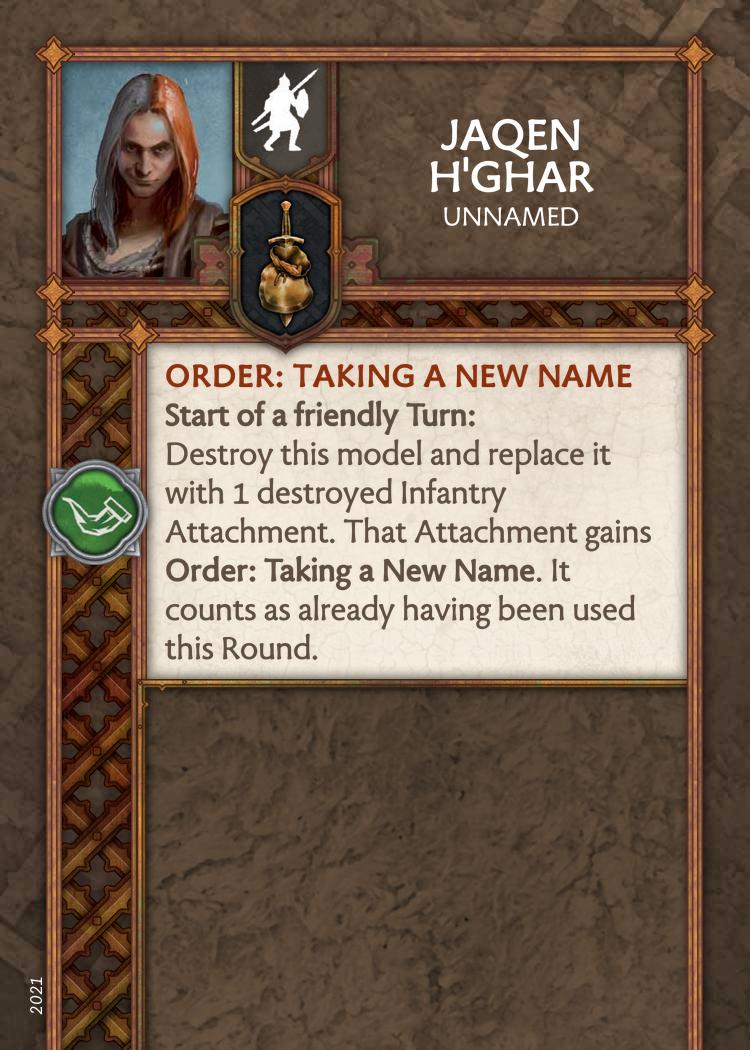 JAQEN
H'GHAR
UNNAMED
ORDER: TAKING A NEW NAME
Start of a friendly Turn:
Destroy this model and replace it
with 1 destroyed Infantry
Attachment. That Attachment gains
Order: Taking a New Name. It
counts as already having been used
this Round.
2021